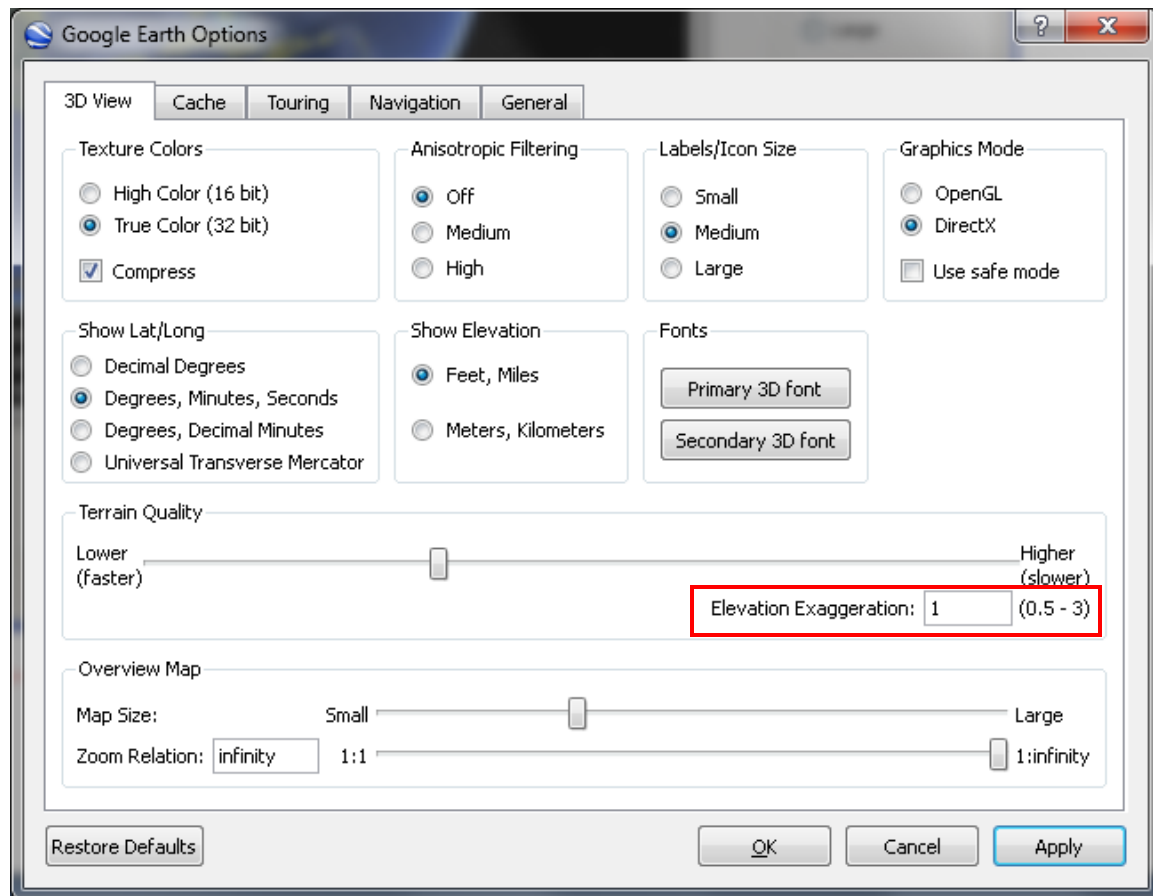 Google Earth Options
3D View Cache Touring Navigation General
Texture Colors
High Color (16 bit)
True Color (32 bit)
Compress
Anisotropic Filtering
Off
Medium
High
Labels/Icon Size
Small
Medium
Large
Graphics Mode
OpenGL
DirectX
Use safe mode
Show Lat/Long
Decimal Degrees
Degrees, Minutes, Seconds
Degrees, Decimal Minutes
Universal Transverse Mercator
Show Elevation
Feet, Miles
Meters, Kilometers
Fonts
Primary 3D font
Secondary 3D font
Terrain Quality
Lower
(faster)
Higher
(slower)
Elevation Exaggeration: 1 (0.5 - 3)
Overview Map
Map Size: Small Large
Zoom Relation: infinity 1:1 1:infinity
Restore Defaults OK Cancel Apply